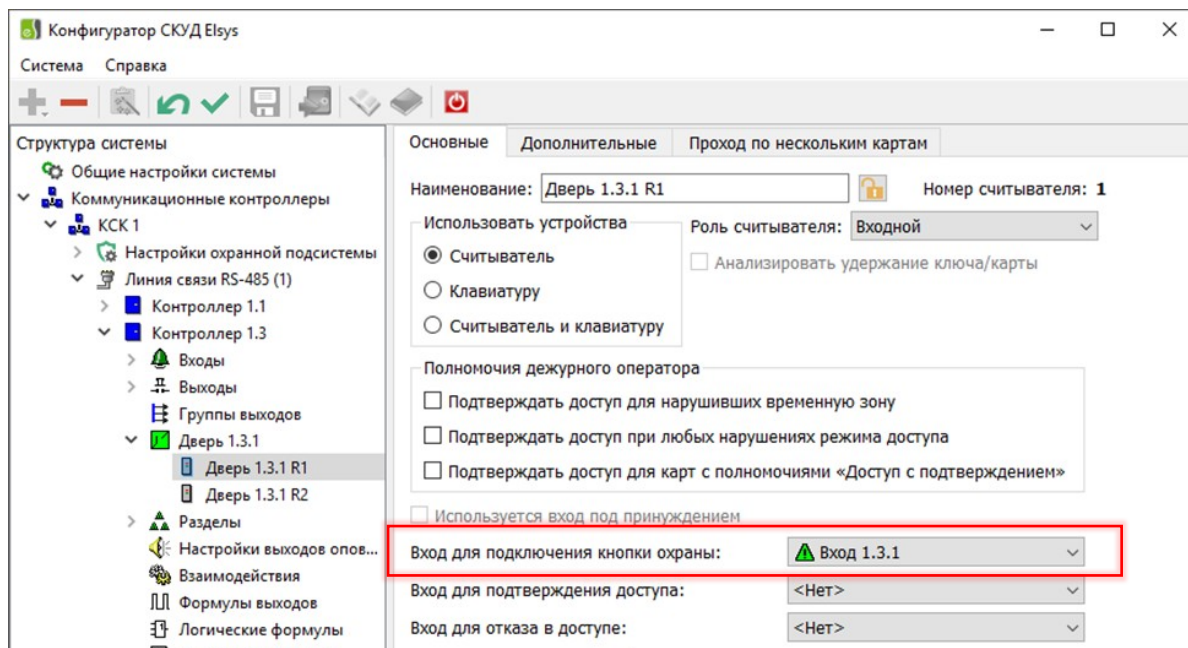 Конфигуратор СКУД Elsys
Система Справка
Структура системы
Общие настройки системы
Коммуникационные контроллеры
КСК 1
Настройки охранной подсистемы
Линия связи RS-485 (1)
Контроллер 1.1
Контроллер 1.3
Входы
Выходы
Группы выходов
Дверь 1.3.1
Дверь 1.3.1 R1
Дверь 1.3.1 R2
Разделы
Настройки выходов опов...
Взаимодействия
Формулы выходов
Логические формулы
Основные Дополнительные Проход по нескольким картам
Наименование: Дверь 1.3.1 R1 Номер считывателя: 1
Использовать устройства
Считыватель
Клавиатуру
Считыватель и клавиатуру
Роль считывателя: Входной
Анализировать удержание ключа/карты
Полномочия дежурного оператора
Подтверждать доступ для нарушивших временную зону
Подтверждать доступ при любых нарушениях режима доступа
Подтверждать доступ для карт с полномочиями «Доступ с подтверждением»
Используется вход под принуждением
Вход для подключения кнопки охраны: Вход 1.3.1
Вход для подтверждения доступа: <Нет>
Вход для отказа в доступе: <Нет>